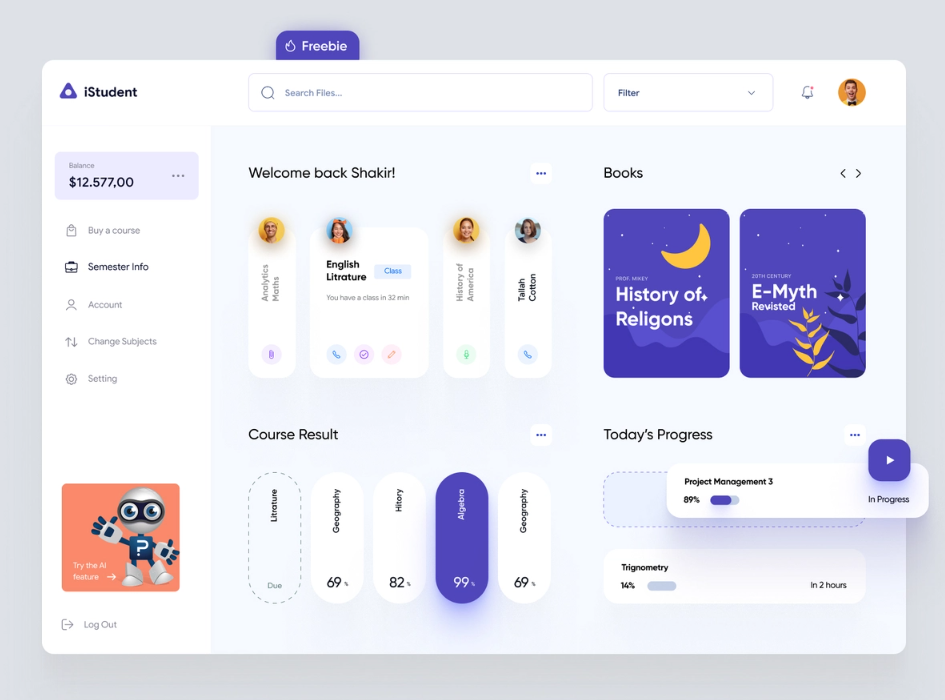 Freebie
iStudent
Search Files...
Filter
Balance
$12.577,00
Buy a course
Semester Info
Account
Change Subjects
Setting
?
Try the AI
feature
Log Out
Welcome back Shakir!
Analytics
Maths
English
Litrature
Class
You have a class in 32 min
History of
America
Tallah
Cotton
Books
PROF. MIKEY
History of
Religons
20TH CENTURY
E-Myth
Revisted
Course Result
Litrature
Due
Geography
69 %
Hitory
82 %
Algebra
99 %
Geography
69 %
Today's Progress
Project Management 3
89%
In Progress
Trignometry
14%
In 2 hours